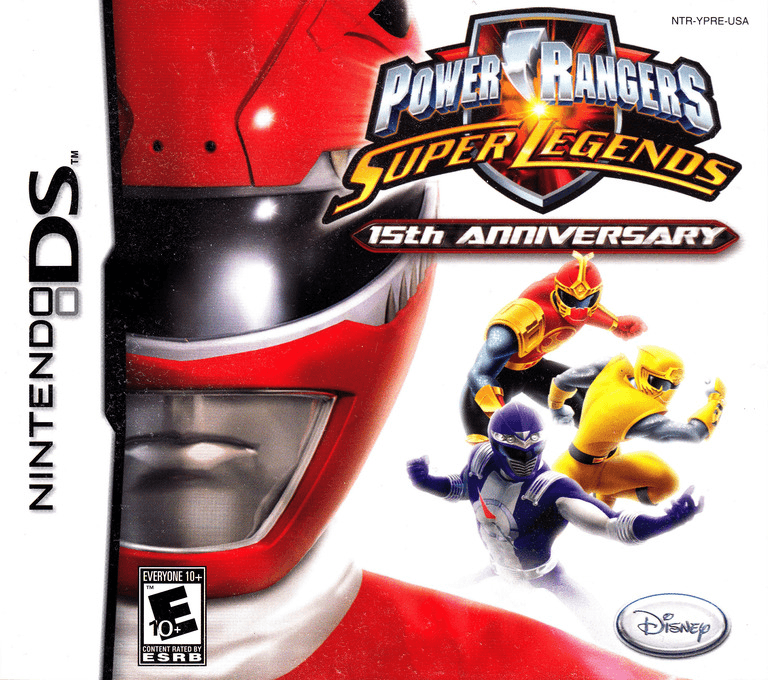 NTR-YPRE-USA
POWER RANGERS
SUPER LEGENDS
15th ANNIVERSARY
NINTENDO DS™
EVERYONE 10+
™
E
10+
CONTENT RATED BY
ESRB
Disney